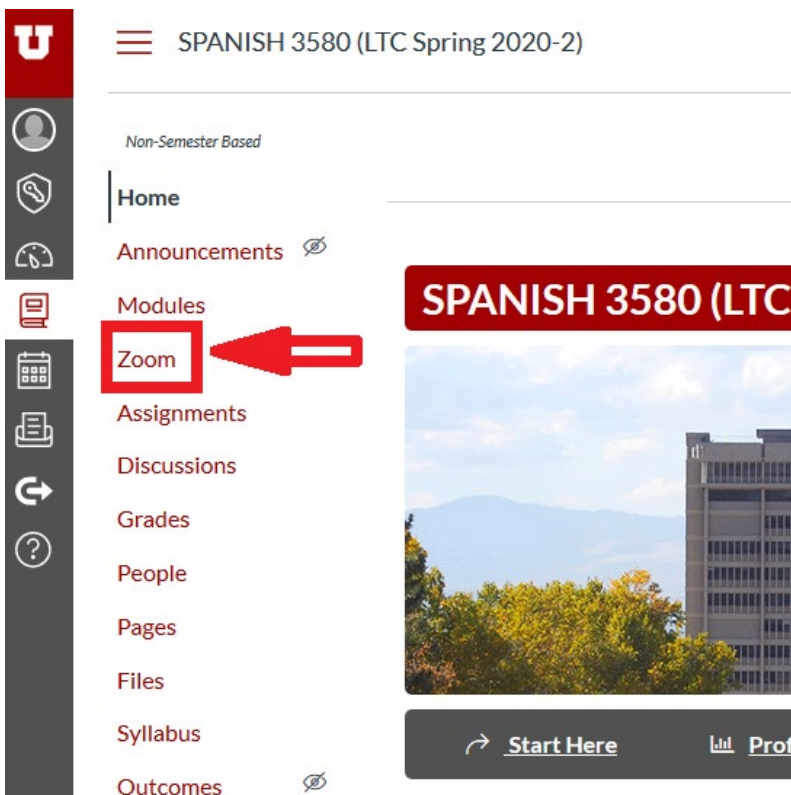 U
SPANISH 3580 (LTC Spring 2020-2)
Non-Semester Based
Home
Announcements
Modules
Zoom
Assignments
Discussions
Grades
People
Pages
Files
Syllabus
Outcomes
SPANISH 3580 (LTC
Start Here